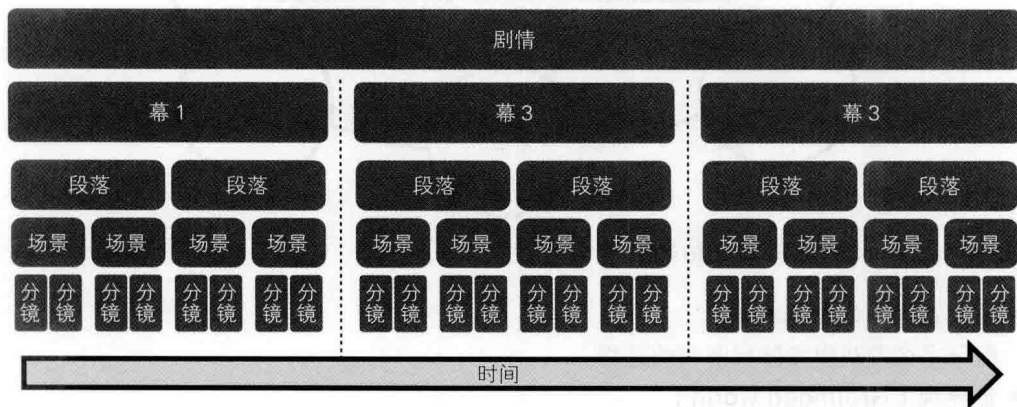 剧情
幕1 幕3 幕3
段落 段落 段落 段落 段落 段落
场景 场景 场景 场景 场景 场景 场景 场景 场景 场景 场景 场景
分镜 分镜 分镜 分镜 分镜 分镜 分镜 分镜 分镜 分镜 分镜 分镜 分镜 分镜 分镜 分镜 分镜 分镜 分镜 分镜 分镜 分镜 分镜 分镜
时间